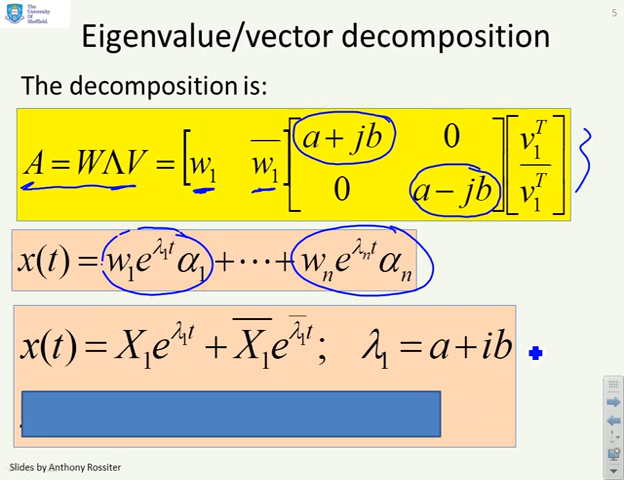 The University Of Sheffield.
5
Eigenvalue/vector decomposition
The decomposition is:
A = WΛV = [w₁ w̅₁] [a + jb 0; 0 a − jb] [v₁ᵀ; v̅₁ᵀ]
x(t) = w₁e^{λ₁t}α₁ + ⋯ + wₙe^{λₙt}αₙ
x(t) = X₁e^{λ₁t} + X̅₁e^{λ̅₁t}; λ₁ = a + ib
Slides by Anthony Rossiter